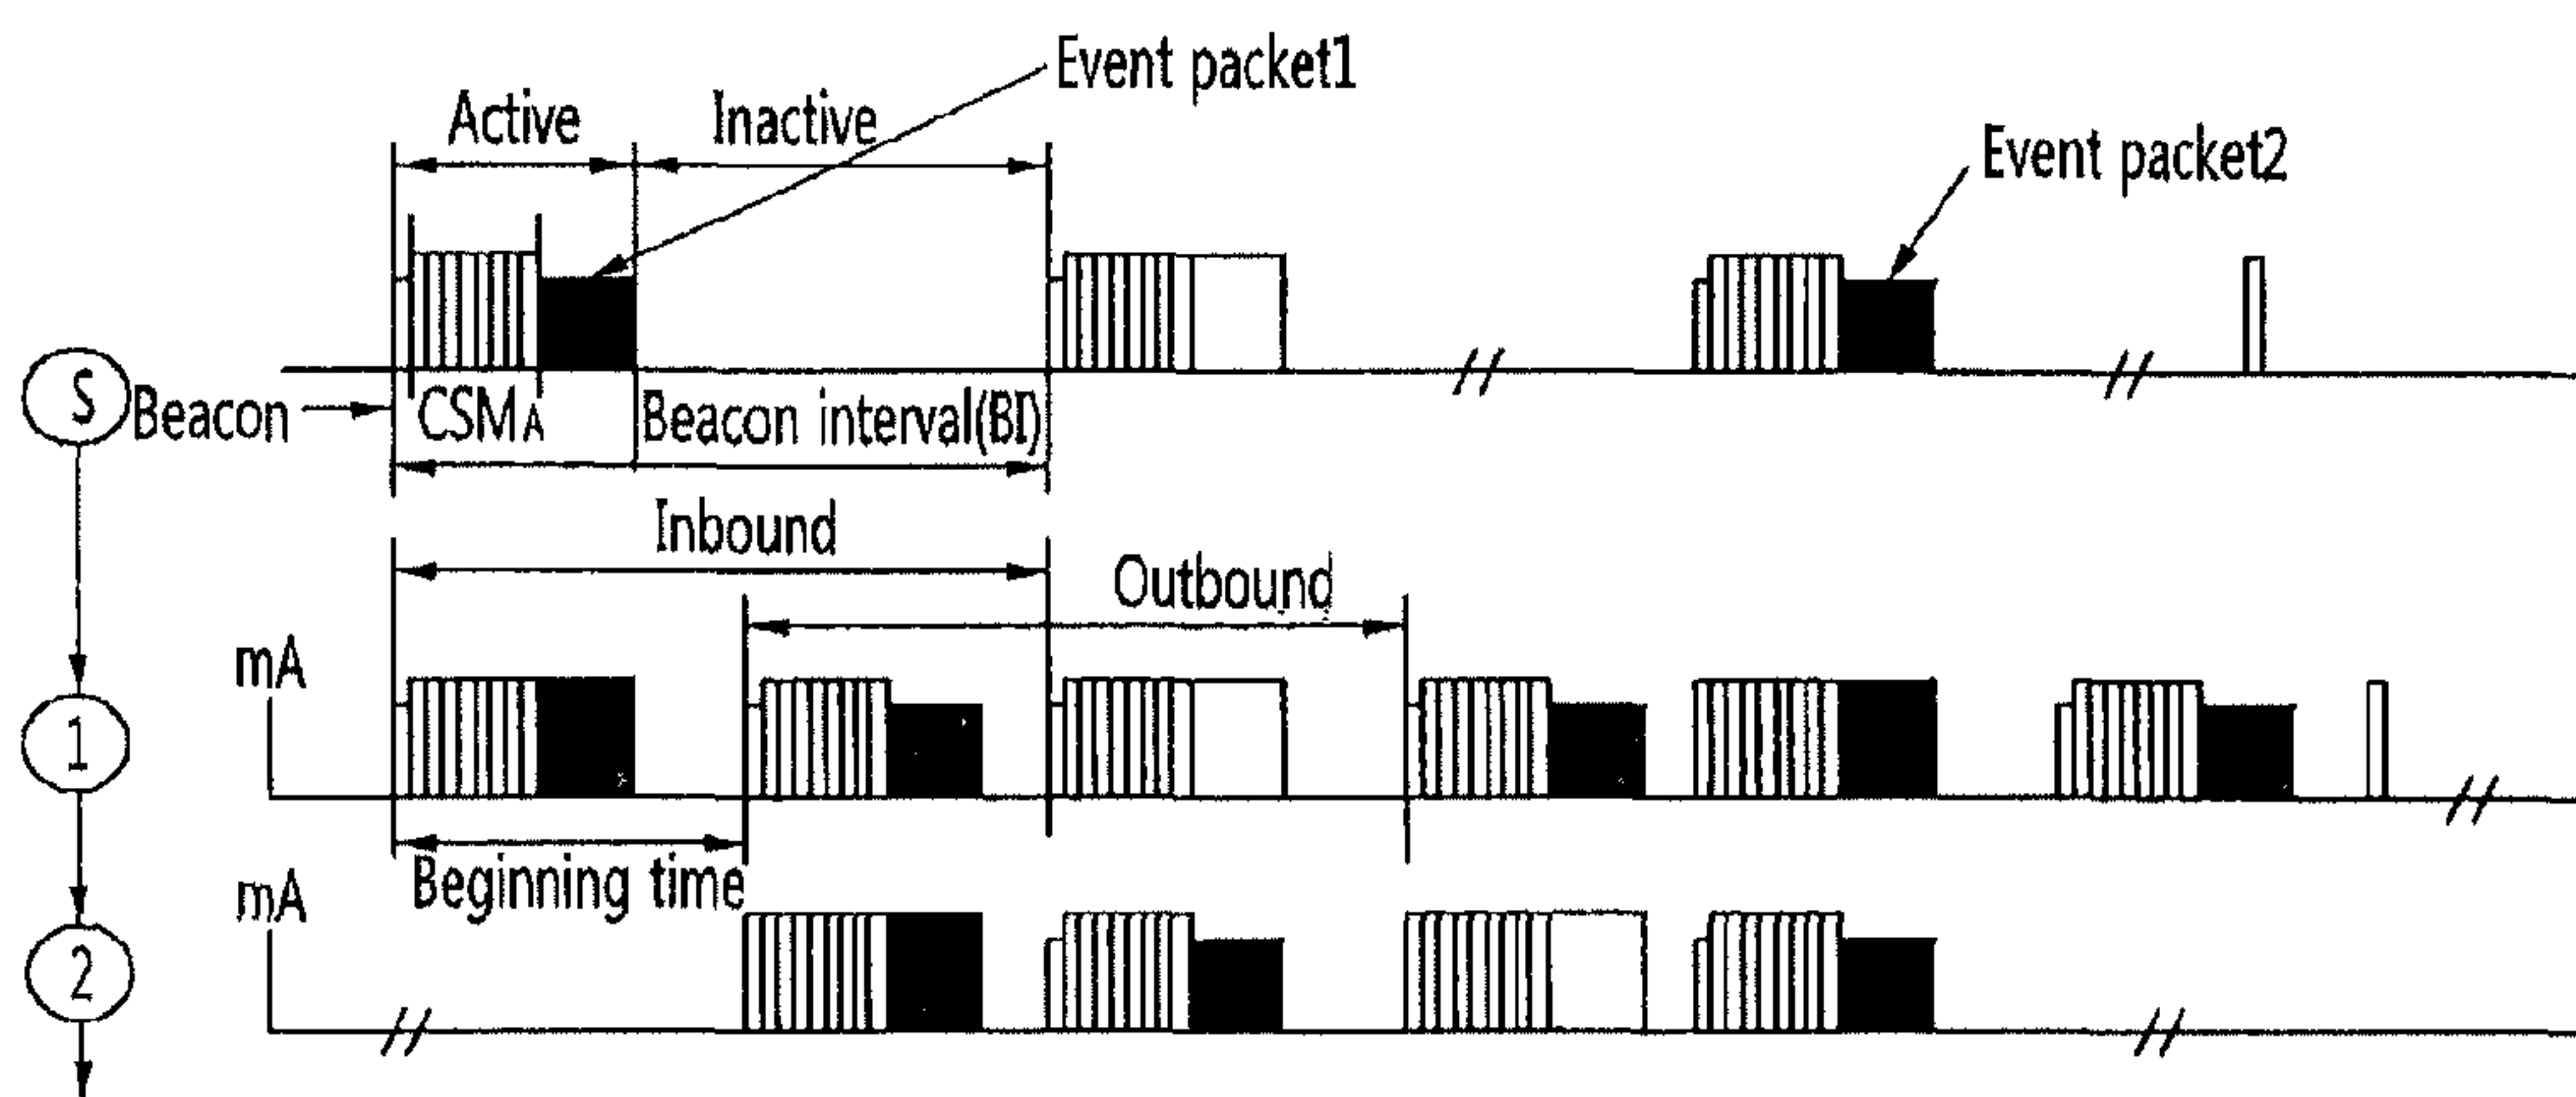 Event packet1
Active
Inactive
Event packet2
S
Beacon
CSMA
Beacon interval(BI)
Inbound
Outbound
mA
1
Beginning time
mA
2